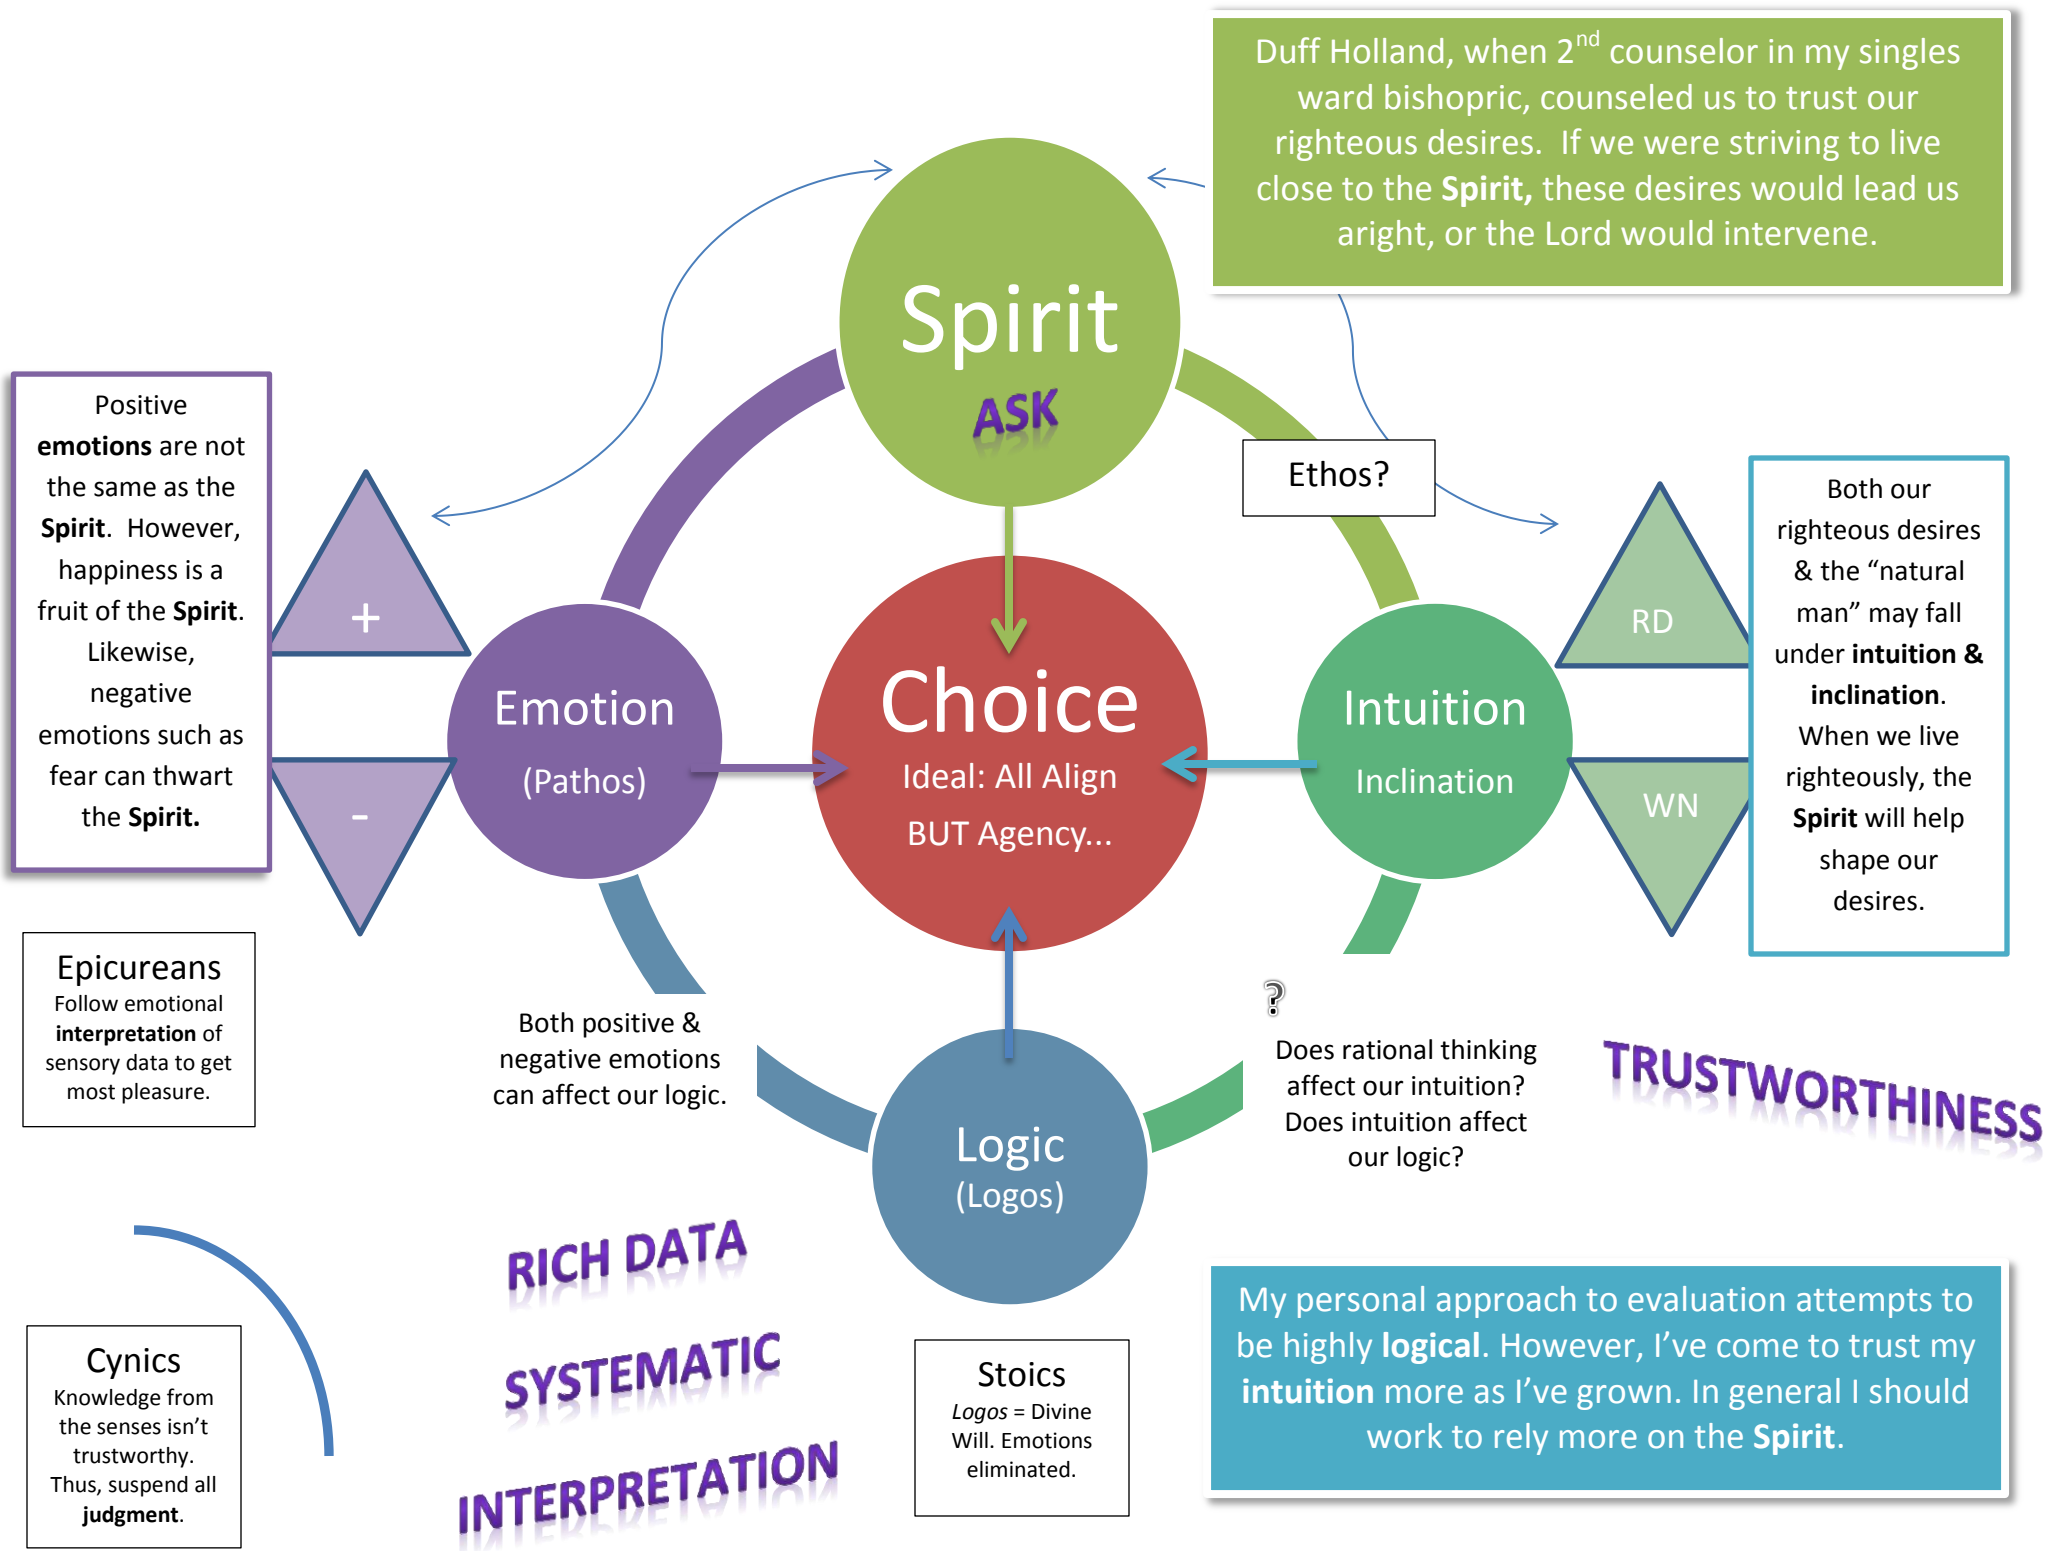 Duff Holland, when 2nd counselor in my singles
ward bishopric, counseled us to trust our
righteous desires.  If we were striving to live
close to the Spirit, these desires would lead us
aright, or the Lord would intervene.
Spirit
ASK
Ethos?
Positive
emotions are not
the same as the
Spirit.  However,
happiness is a
fruit of the Spirit.
Likewise,
negative
emotions such as
fear can thwart
the Spirit.
+
-
Emotion
(Pathos)
Choice
Ideal: All Align
BUT Agency...
Intuition
Inclination
RD
WN
Both our
righteous desires
& the “natural
man” may fall
under intuition &
inclination.
When we live
righteously, the
Spirit will help
shape our
desires.
Epicureans
Follow emotional
interpretation of
sensory data to get
most pleasure.
Both positive &
negative emotions
can affect our logic.
?
Does rational thinking
affect our intuition?
Does intuition affect
our logic?
TRUSTWORTHINESS
Logic
(Logos)
RICH DATA
SYSTEMATIC
INTERPRETATION
Cynics
Knowledge from
the senses isn’t
trustworthy.
Thus, suspend all
judgment.
Stoics
Logos = Divine
Will. Emotions
eliminated.
My personal approach to evaluation attempts to
be highly logical. However, I’ve come to trust my
intuition more as I’ve grown. In general I should
work to rely more on the Spirit.